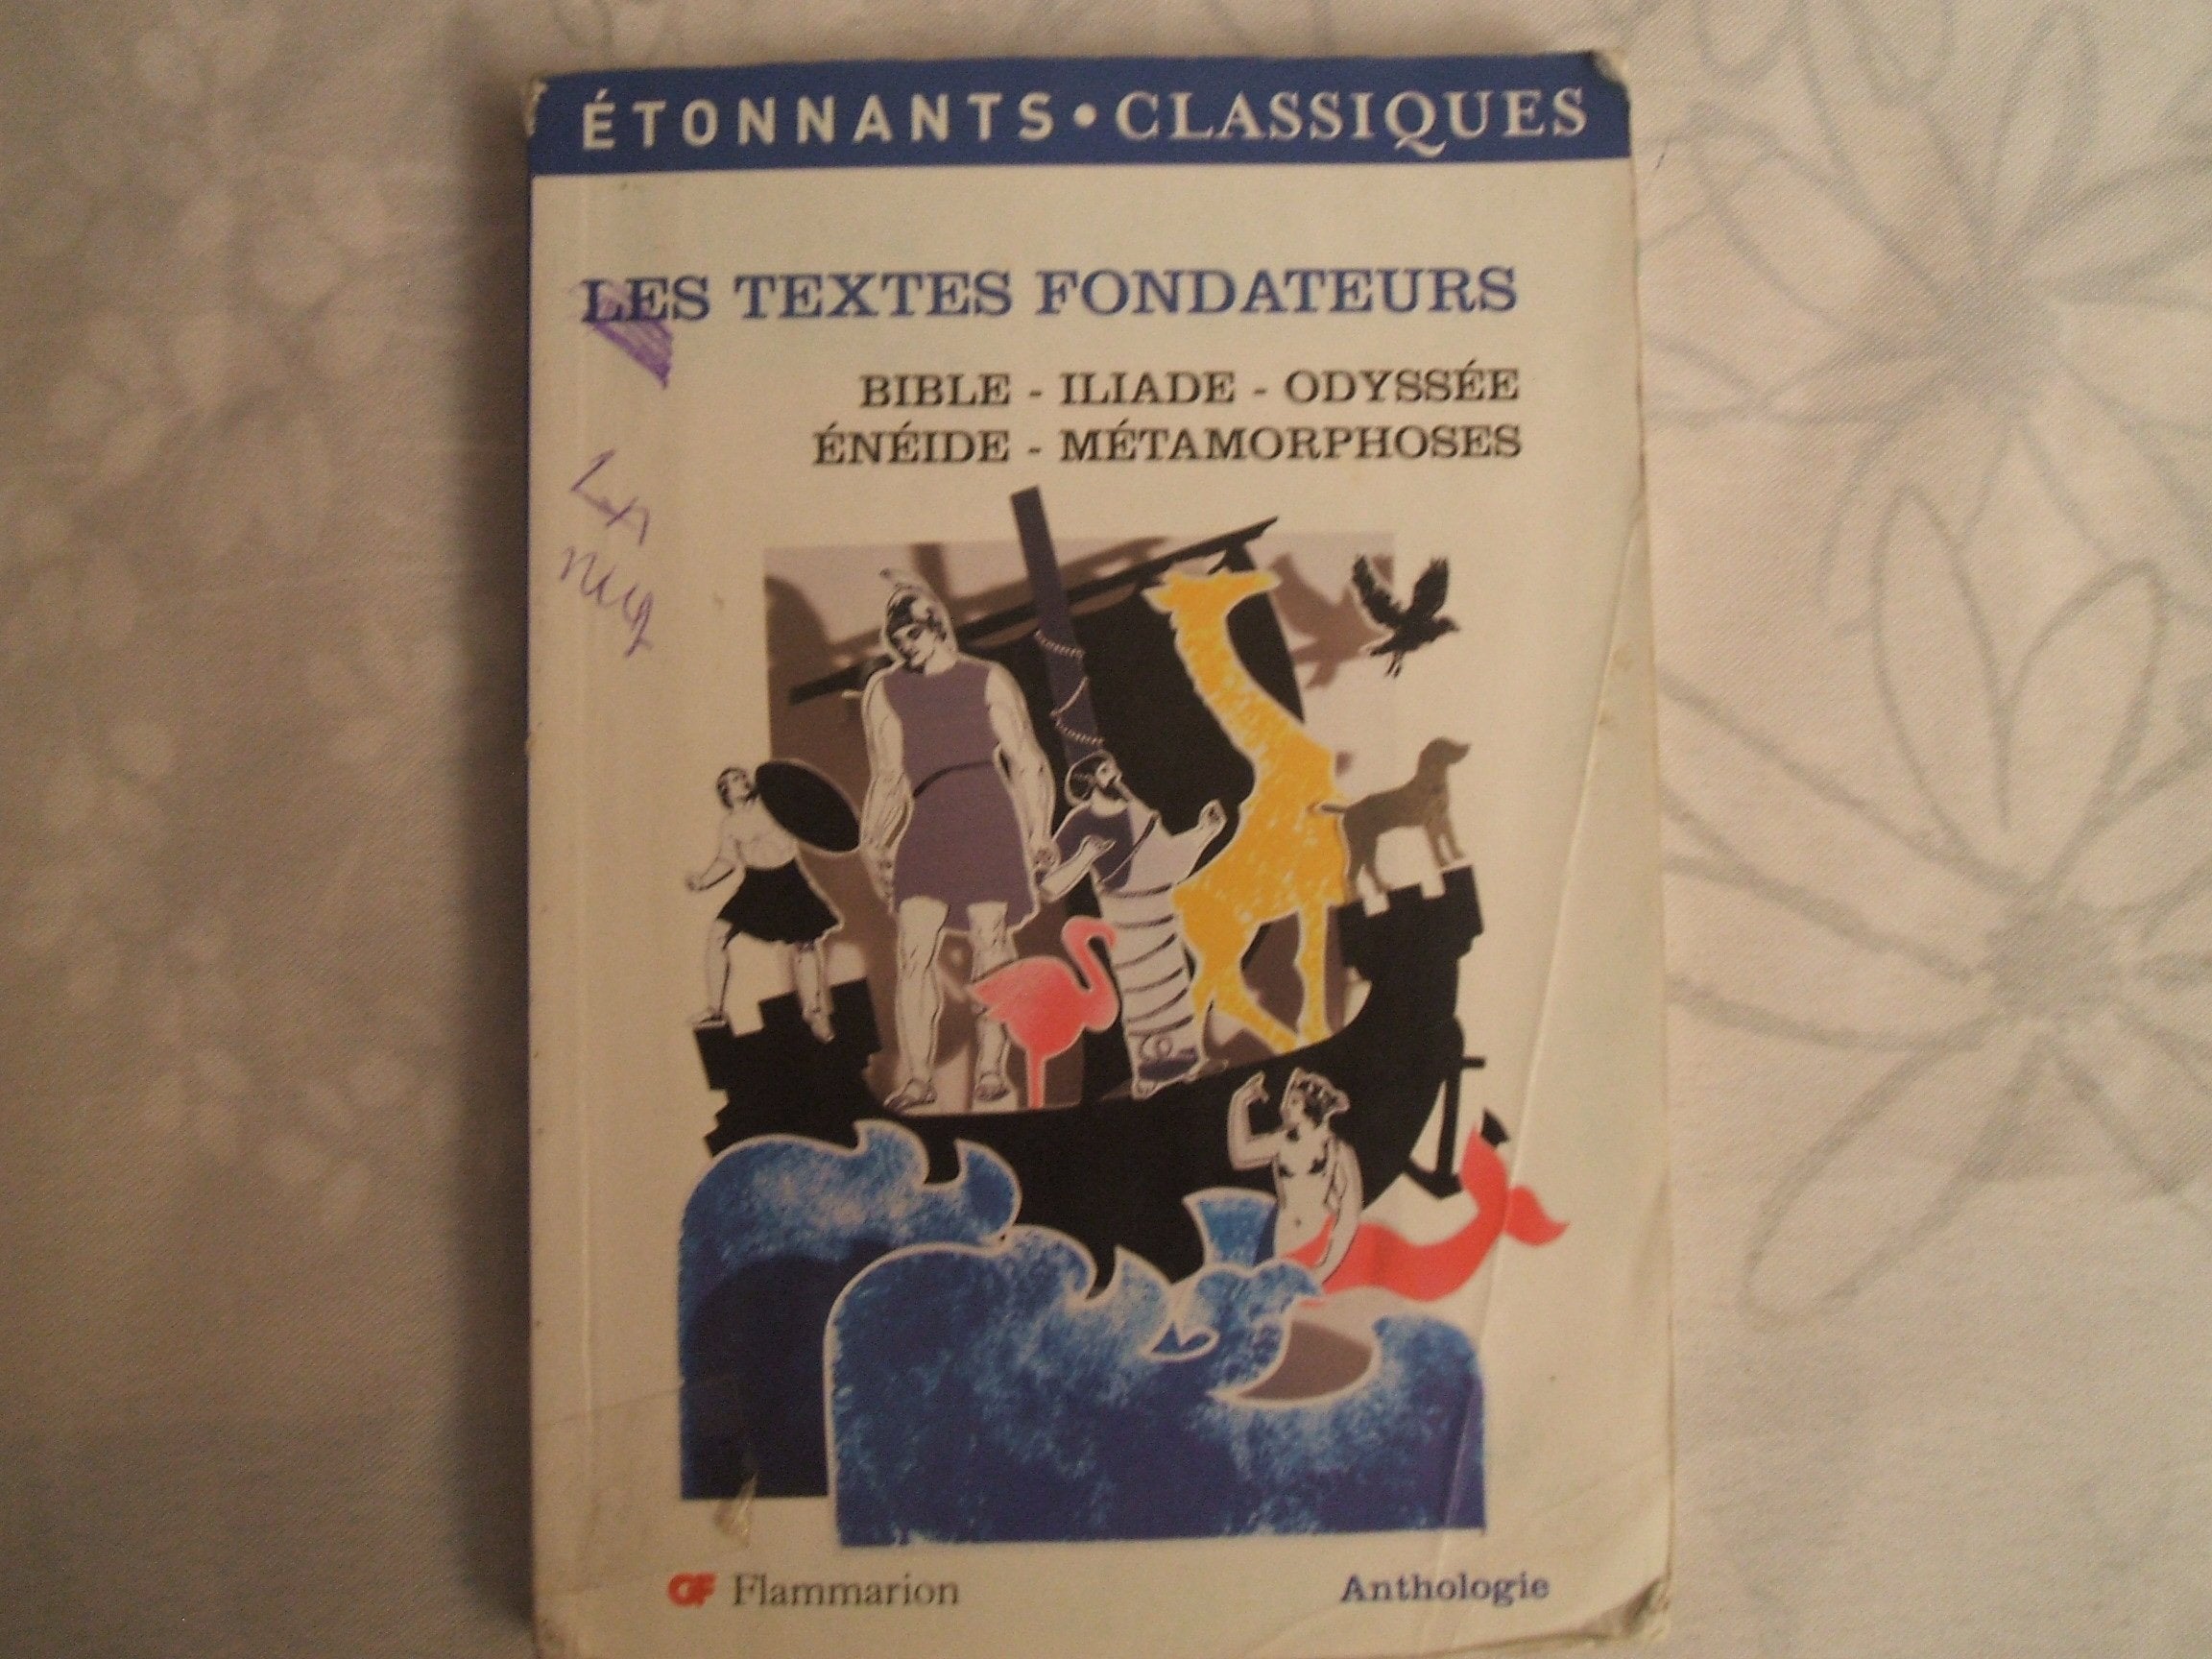 ÉTONNANTS • CLASSIQUES
LES TEXTES FONDATEURS
BIBLE - ILIADE - ODYSSÉE
ÉNÉIDE - MÉTAMORPHOSES
GF Flammarion
Anthologie